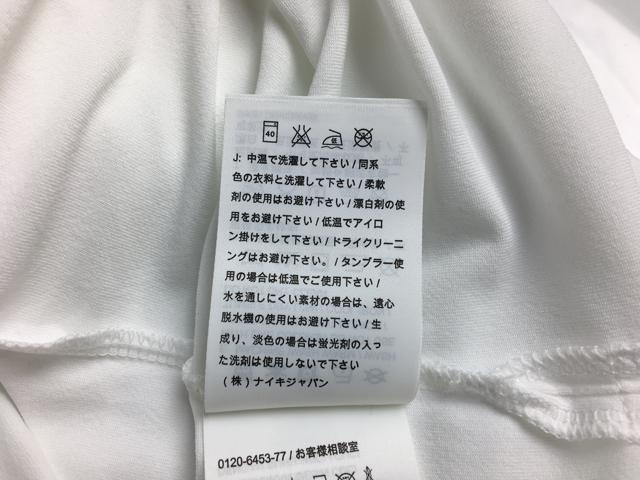 40
低
J: 中温で洗濯して下さい / 同系
色の衣料と洗濯して下さい / 柔軟
剤の使用はお避け下さい / 漂白剤の使
用をお避け下さい / 低温でアイロ
ン掛けをして下さい / ドライクリーニ
ングはお避け下さい。/ タンブラー使
用の場合は低温でご使用下さい /
水を通しにくい素材の場合は、遠心
脱水機の使用はお避け下さい / 生
成り、淡色の場合は蛍光剤の入っ
た洗剤は使用しないで下さい
(株) ナイキジャパン
0120-6453-77 / お客様相談室